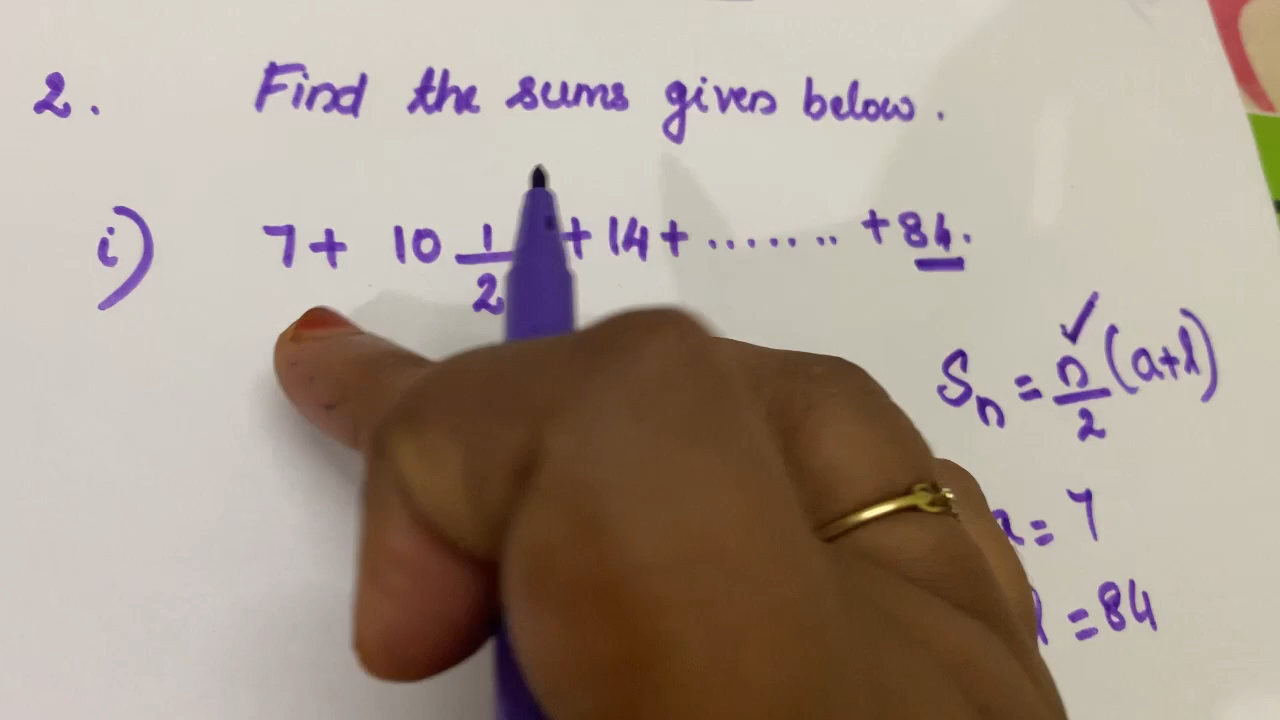 2. Find the sums given below.
i) 7 + 10 1/2 + 14 + ....... + 84.
Sn = n/2 (a+l)
a = 7
l = 84